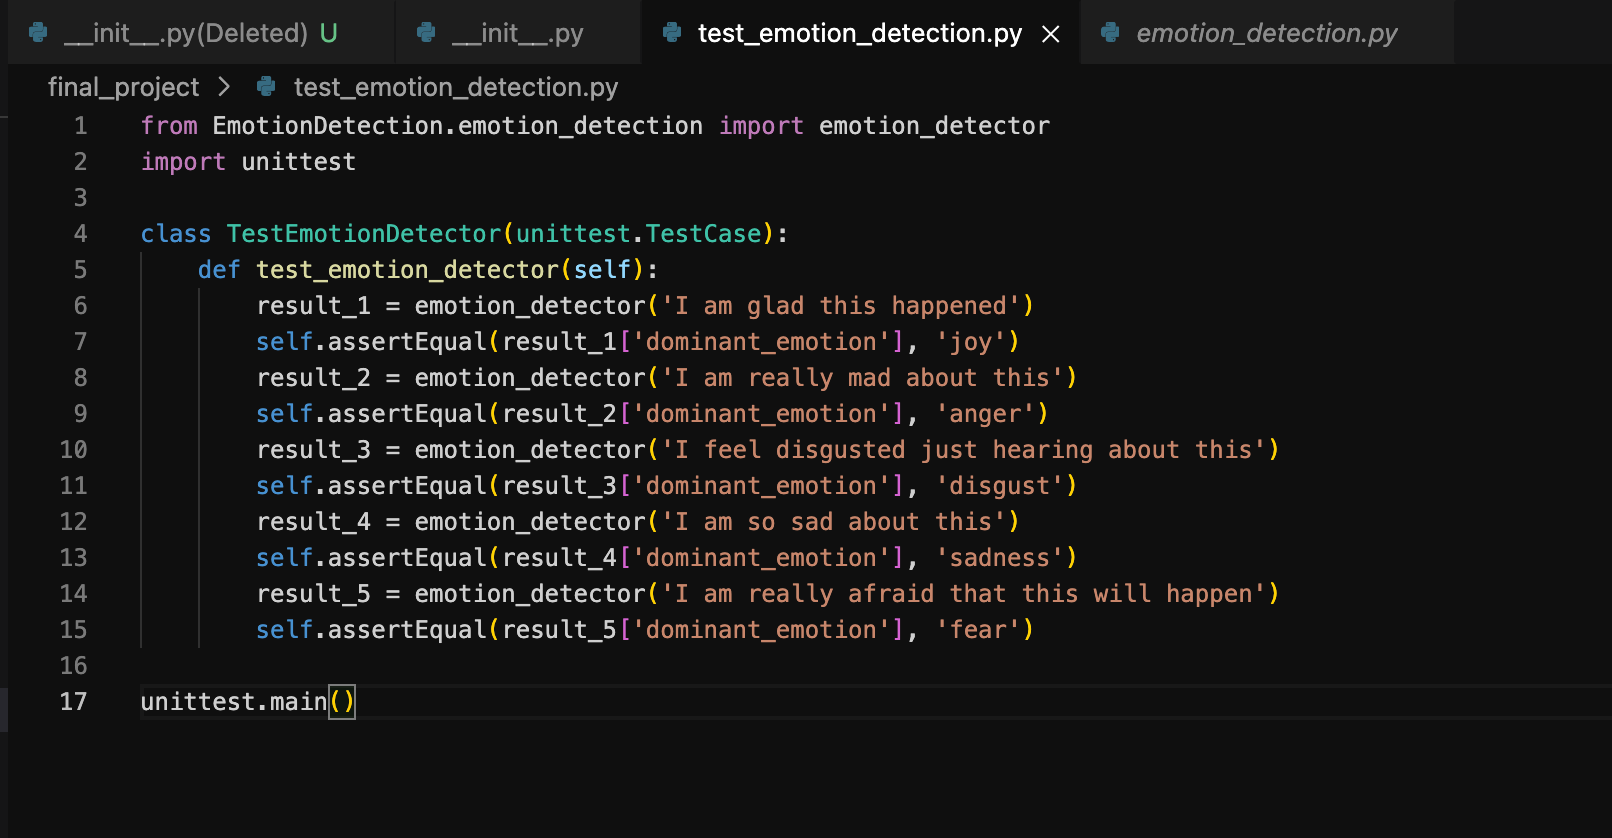 __init__.py(Deleted) U
__init__.py
test_emotion_detection.py
emotion_detection.py
final_project > test_emotion_detection.py
1 from EmotionDetection.emotion_detection import emotion_detector
2 import unittest
3
4 class TestEmotionDetector(unittest.TestCase):
5     def test_emotion_detector(self):
6         result_1 = emotion_detector('I am glad this happened')
7         self.assertEqual(result_1['dominant_emotion'], 'joy')
8         result_2 = emotion_detector('I am really mad about this')
9         self.assertEqual(result_2['dominant_emotion'], 'anger')
10         result_3 = emotion_detector('I feel disgusted just hearing about this')
11         self.assertEqual(result_3['dominant_emotion'], 'disgust')
12         result_4 = emotion_detector('I am so sad about this')
13         self.assertEqual(result_4['dominant_emotion'], 'sadness')
14         result_5 = emotion_detector('I am really afraid that this will happen')
15         self.assertEqual(result_5['dominant_emotion'], 'fear')
16
17 unittest.main()